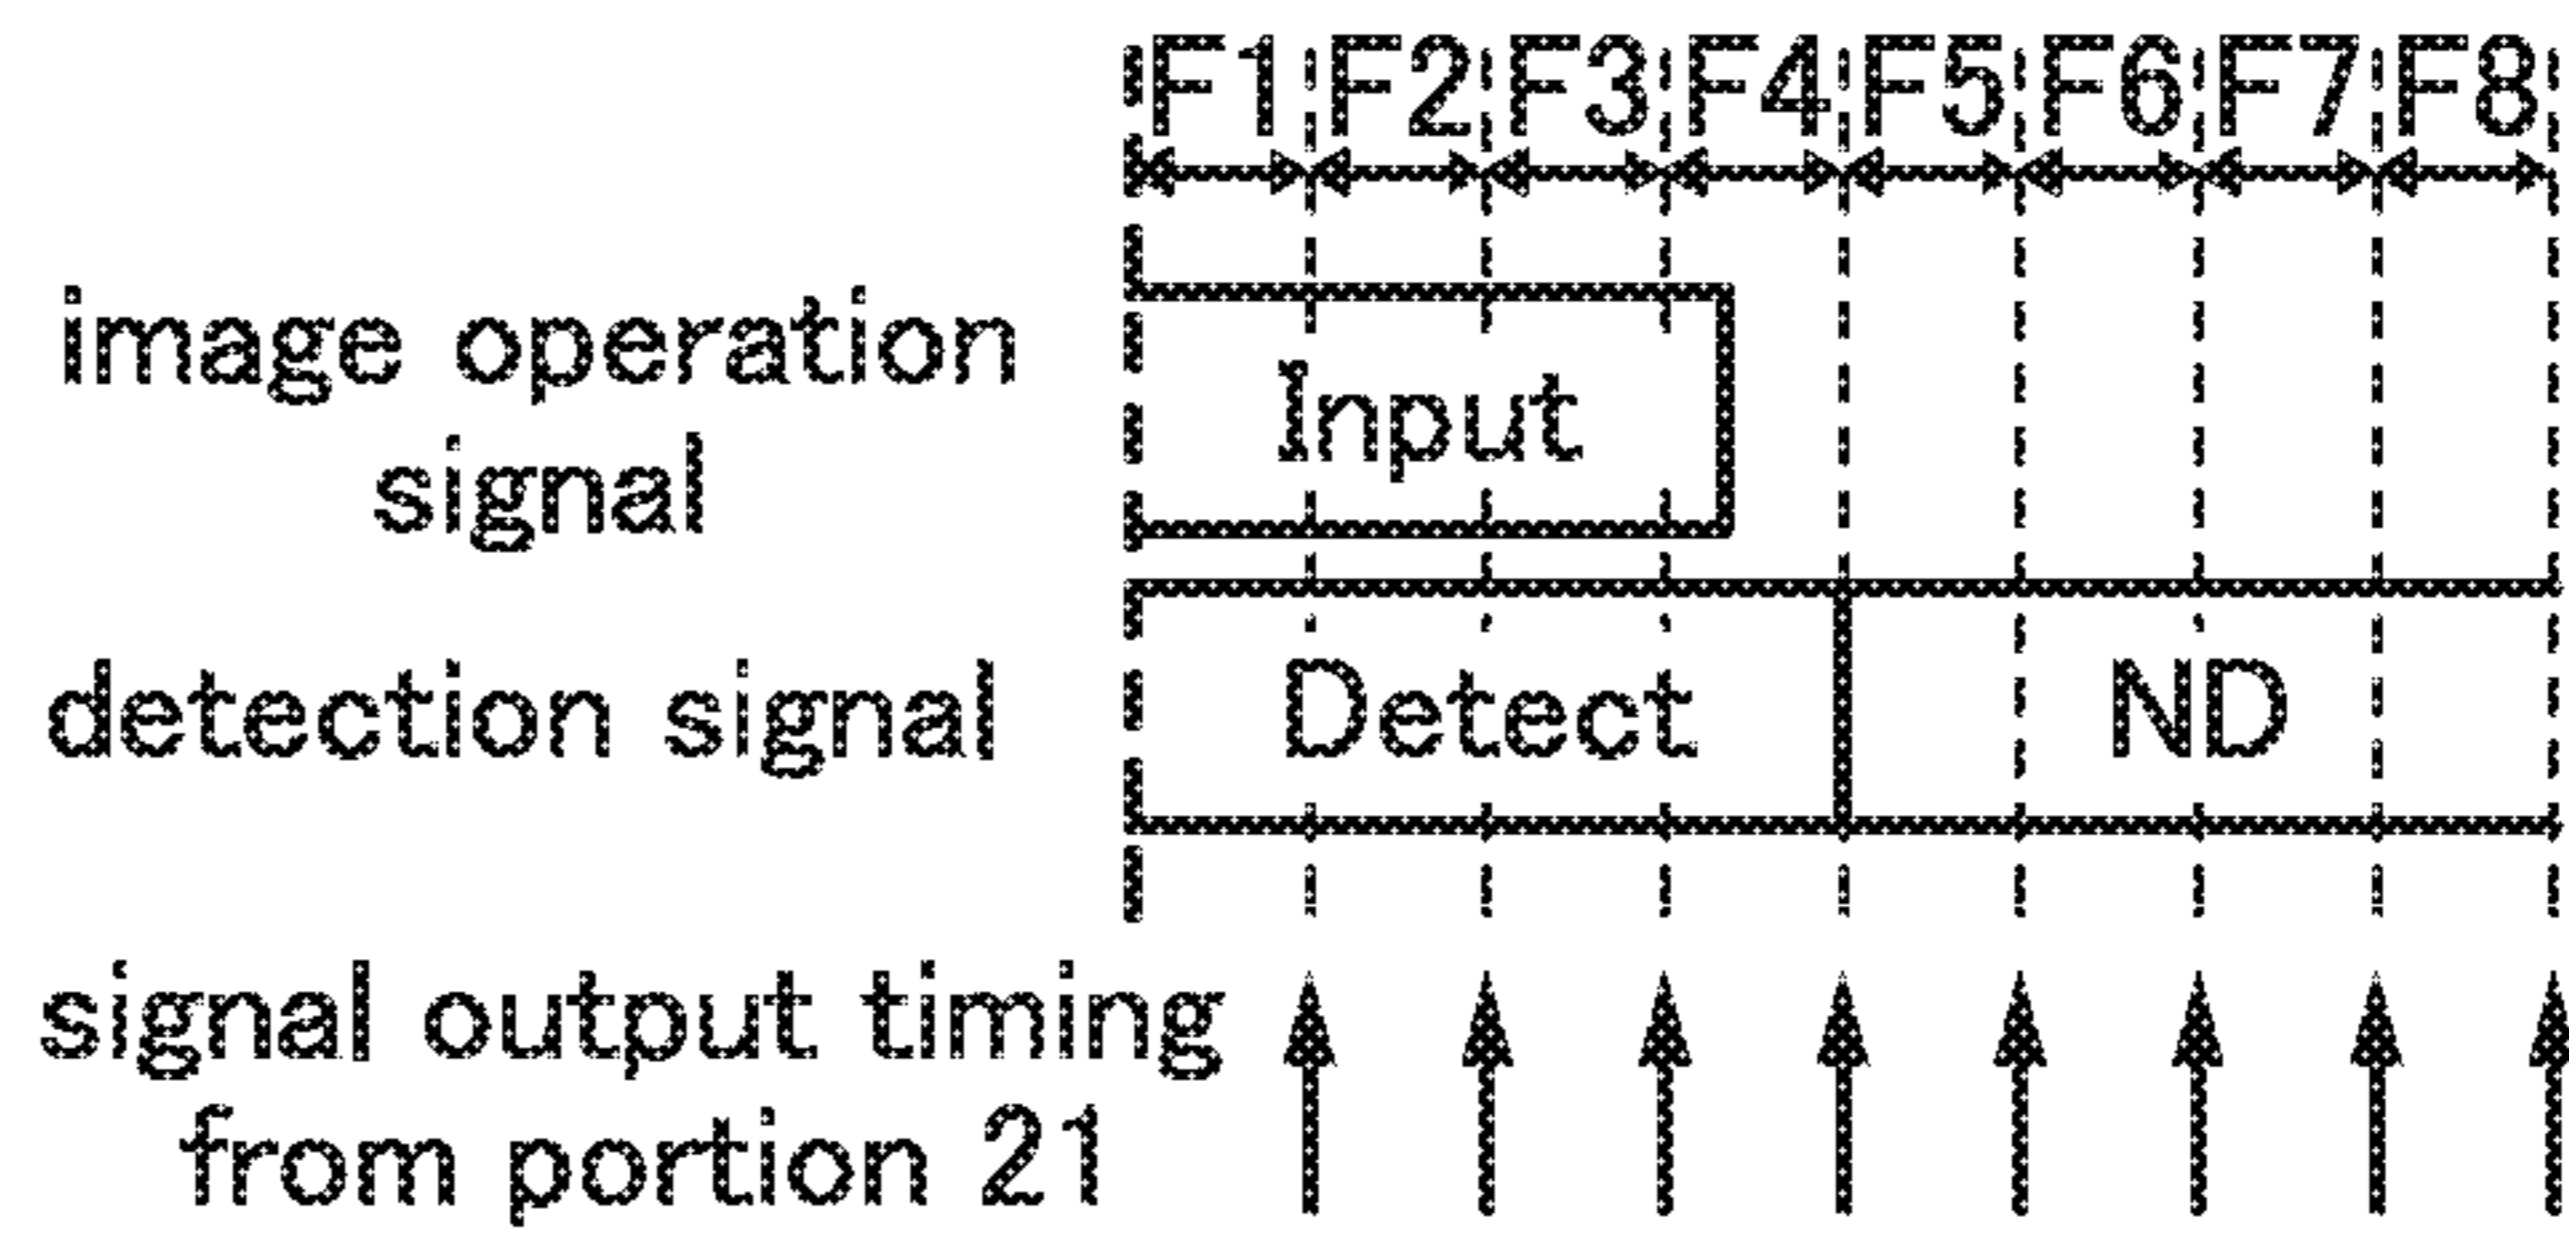 F1 F2 F3 F4 F5 F6 F7 F8
image operation
signal
Input
detection signal
Detect
ND
signal output timing
from portion 21